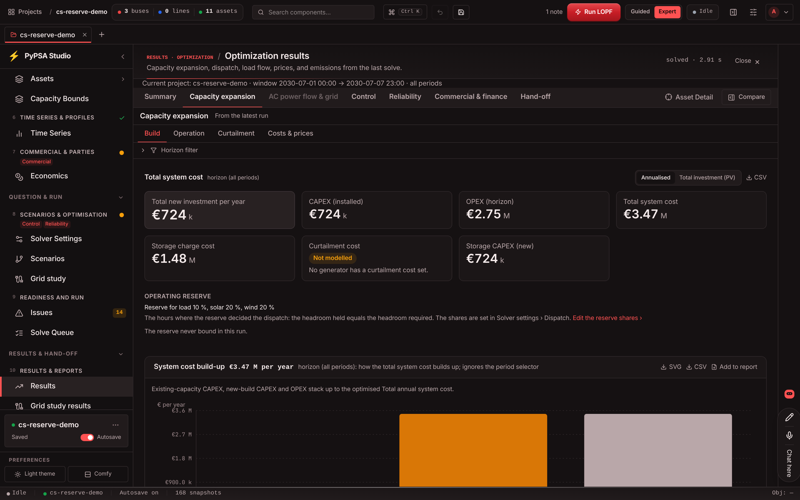 Projects / cs-reserve-demo 3 buses 0 lines 11 assets Search components... Ctrl K 1 note Run LOPF Guided Expert Idle A
cs-reserve-demo
PyPSA Studio
Assets
Capacity Bounds
6 TIME SERIES & PROFILES
Time Series
7 COMMERCIAL & PARTIES
Commercial
Economics
QUESTION & RUN
8 SCENARIOS & OPTIMISATION
Control Reliability
Solver Settings
Scenarios
Grid study
9 READINESS AND RUN
Issues 14
Solve Queue
RESULTS & HAND-OFF
10 RESULTS & REPORTS
Results
Grid study results
cs-reserve-demo
Saved Autosave
PREFERENCES
Light theme Comfy
RESULTS · OPTIMIZATION / Optimization results
Capacity expansion, dispatch, load flow, prices, and emissions from the last solve.
solved · 2.91 s Close
Current project: cs-reserve-demo · window 2030-07-01 00:00 → 2030-07-07 23:00 · all periods
Summary Capacity expansion AC power flow & grid Control Reliability Commercial & finance Hand-off Asset Detail Compare
Capacity expansion From the latest run
Build Operation Curtailment Costs & prices
Horizon filter
Total system cost horizon (all periods) Annualised Total investment (PV) CSV
Total new investment per year
€724 k
CAPEX (installed)
€724 k
OPEX (horizon)
€2.75 M
Total system cost
€3.47 M
Storage charge cost
€1.48 M
Curtailment cost
Not modelled
No generator has a curtailment cost set.
Storage CAPEX (new)
€724 k
OPERATING RESERVE
Reserve for load 10 %, solar 20 %, wind 20 %
The hours where the reserve decided the dispatch: the headroom held equals the headroom required. The shares are set in Solver settings › Dispatch. Edit the reserve shares ›
The reserve never bound in this run.
System cost build-up €3.47 M per year horizon (all periods): how the total system cost builds up; ignores the period selector SVG CSV Add to report
Existing-capacity CAPEX, new-build CAPEX and OPEX stack up to the optimised Total annual system cost.
€ per year
€3.6 M
€2.7 M
€1.8 M
€900.0 k
Chat here
Idle cs-reserve-demo Autosave on 168 snapshots Obj: —